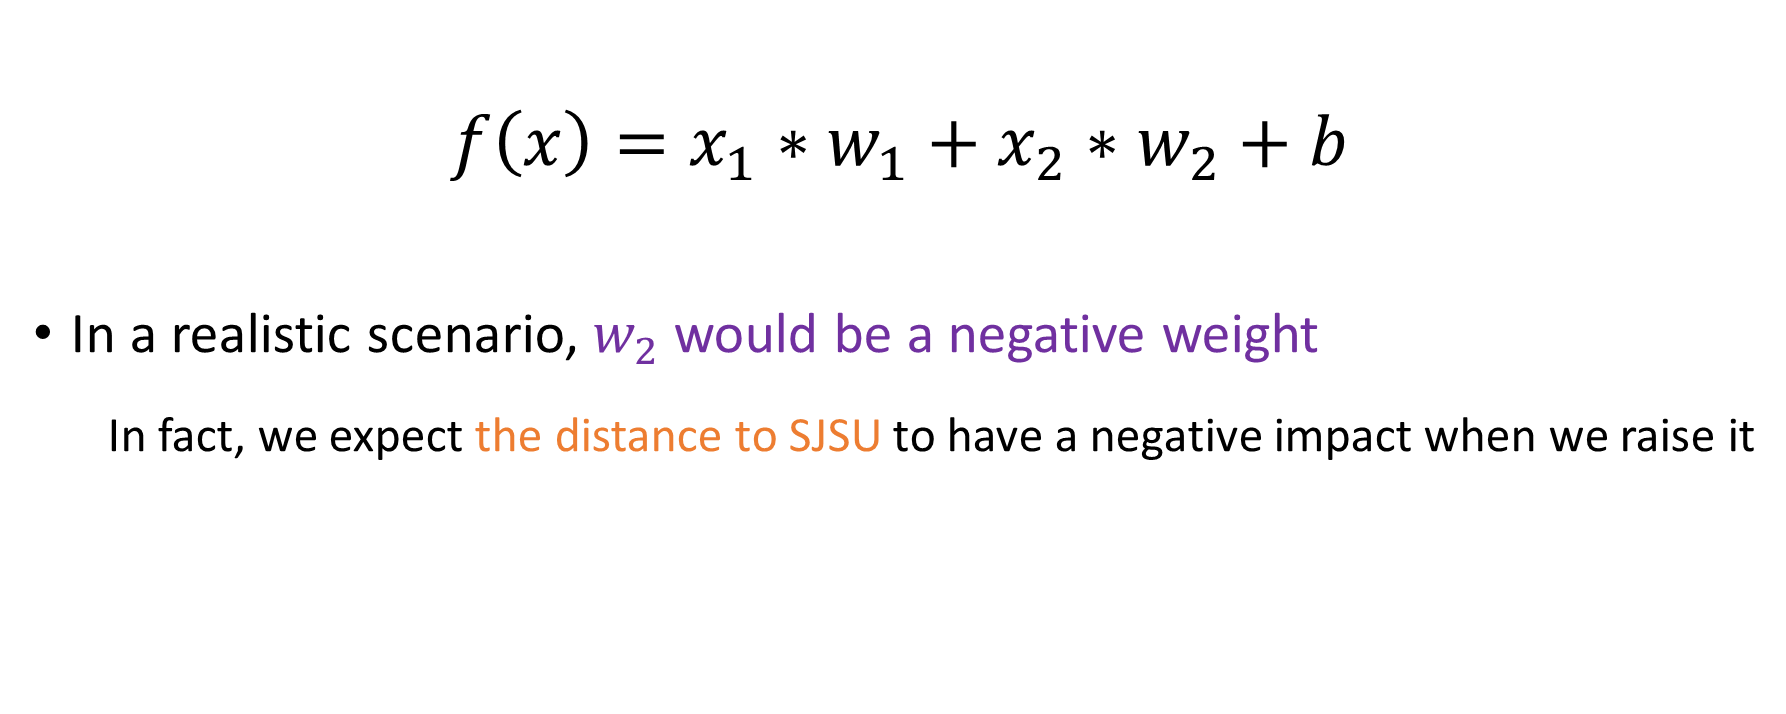 f(x) = x₁ * w₁ + x₂ * w₂ + b
• In a realistic scenario, w₂ would be a negative weight
In fact, we expect the distance to SJSU to have a negative impact when we raise it